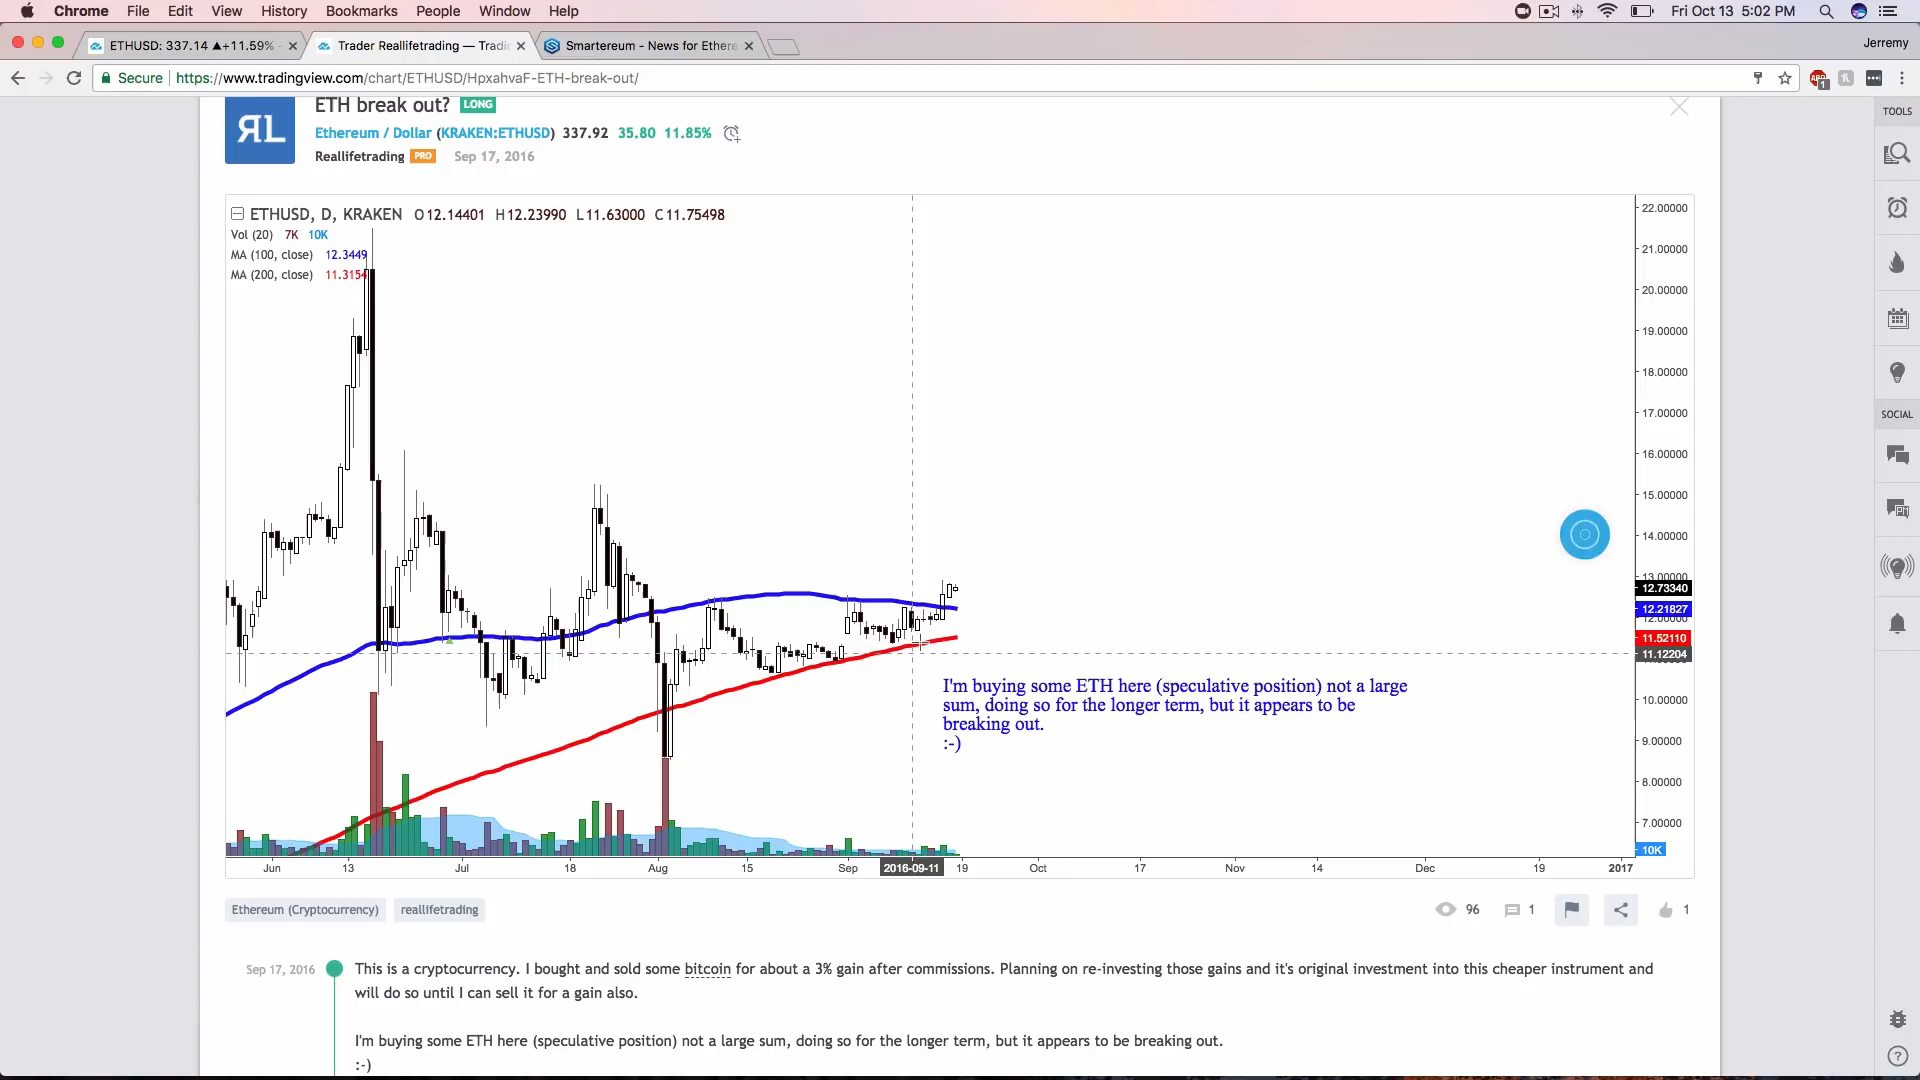 Chrome File Edit View History Bookmarks People Window Help Fri Oct 13 5:02 PM
ETHUSD: 337.14 ▲+11.59% Trader Reallifetrading — Tradi Smartereum - News for Ethere Jerremy
Secure https://www.tradingview.com/chart/ETHUSD/HpxahvaF-ETH-break-out/
TOOLS
SOCIAL
RL
ETH break out? LONG
Ethereum / Dollar (KRAKEN:ETHUSD) 337.92 35.80 11.85%
Reallifetrading PRO Sep 17, 2016
ETHUSD, D, KRAKEN O12.14401 H12.23990 L11.63000 C11.75498
Vol (20) 7K 10K
MA (100, close) 12.3449
MA (200, close) 11.3154
22.00000
21.00000
20.00000
19.00000
18.00000
17.00000
16.00000
15.00000
14.00000
13.00000
12.73340
12.21827
12.00000
11.52110
11.12204
10.00000
9.00000
8.00000
7.00000
10K
I'm buying some ETH here (speculative position) not a large
sum, doing so for the longer term, but it appears to be
breaking out.
:-)
Jun 13 Jul 18 Aug 15 Sep 2016-09-11 19 Oct 17 Nov 14 Dec 19 2017
Ethereum (Cryptocurrency) reallifetrading 96 1 1
Sep 17, 2016 This is a cryptocurrency. I bought and sold some bitcoin for about a 3% gain after commissions. Planning on re-investing those gains and it's original investment into this cheaper instrument and
will do so until I can sell it for a gain also.
I'm buying some ETH here (speculative position) not a large sum, doing so for the longer term, but it appears to be breaking out.
:-)